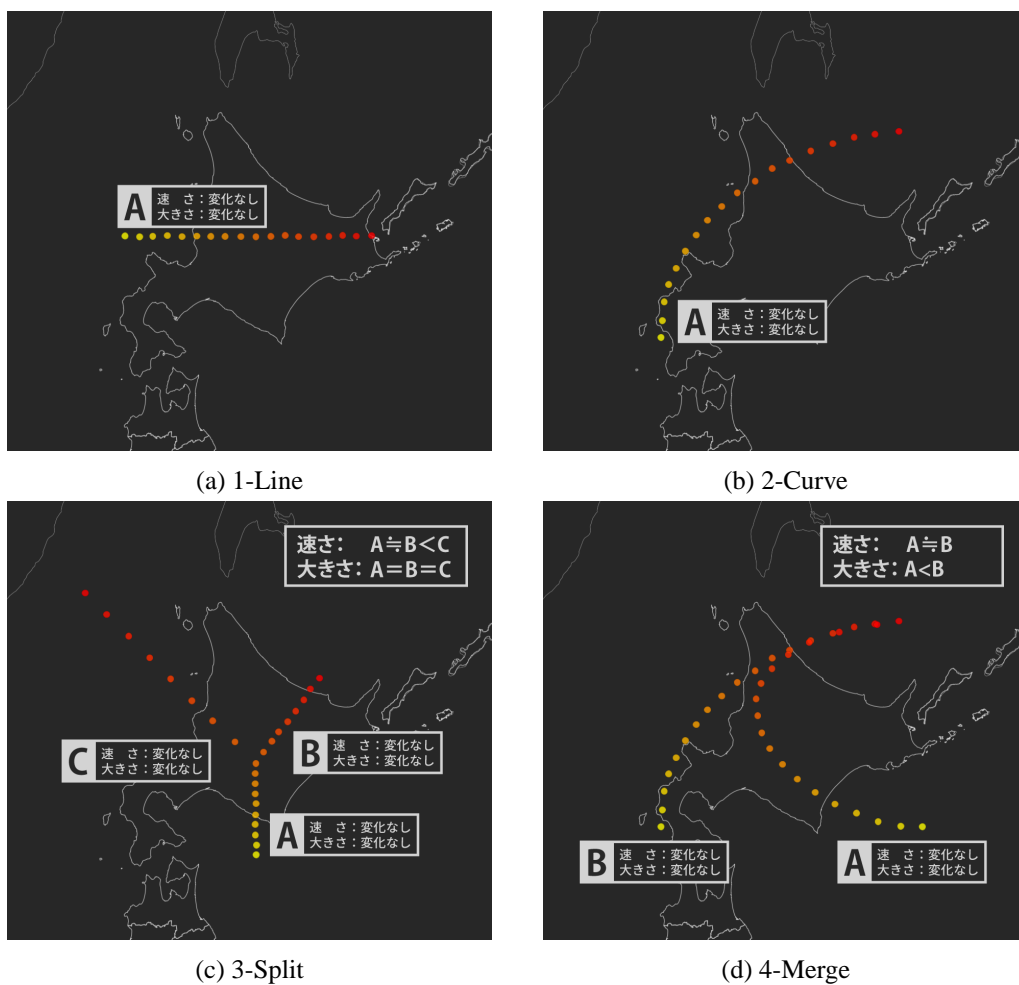 A
速 さ：変化なし
大きさ：変化なし
(a) 1-Line
A
速 さ：変化なし
大きさ：変化なし
(b) 2-Curve
速さ： A≒B＜C
大きさ：A＝B＝C
C
速 さ：変化なし
大きさ：変化なし
B
速 さ：変化なし
大きさ：変化なし
A
速 さ：変化なし
大きさ：変化なし
(c) 3-Split
速さ： A≒B
大きさ：A<B
B
速 さ：変化なし
大きさ：変化なし
A
速 さ：変化なし
大きさ：変化なし
(d) 4-Merge